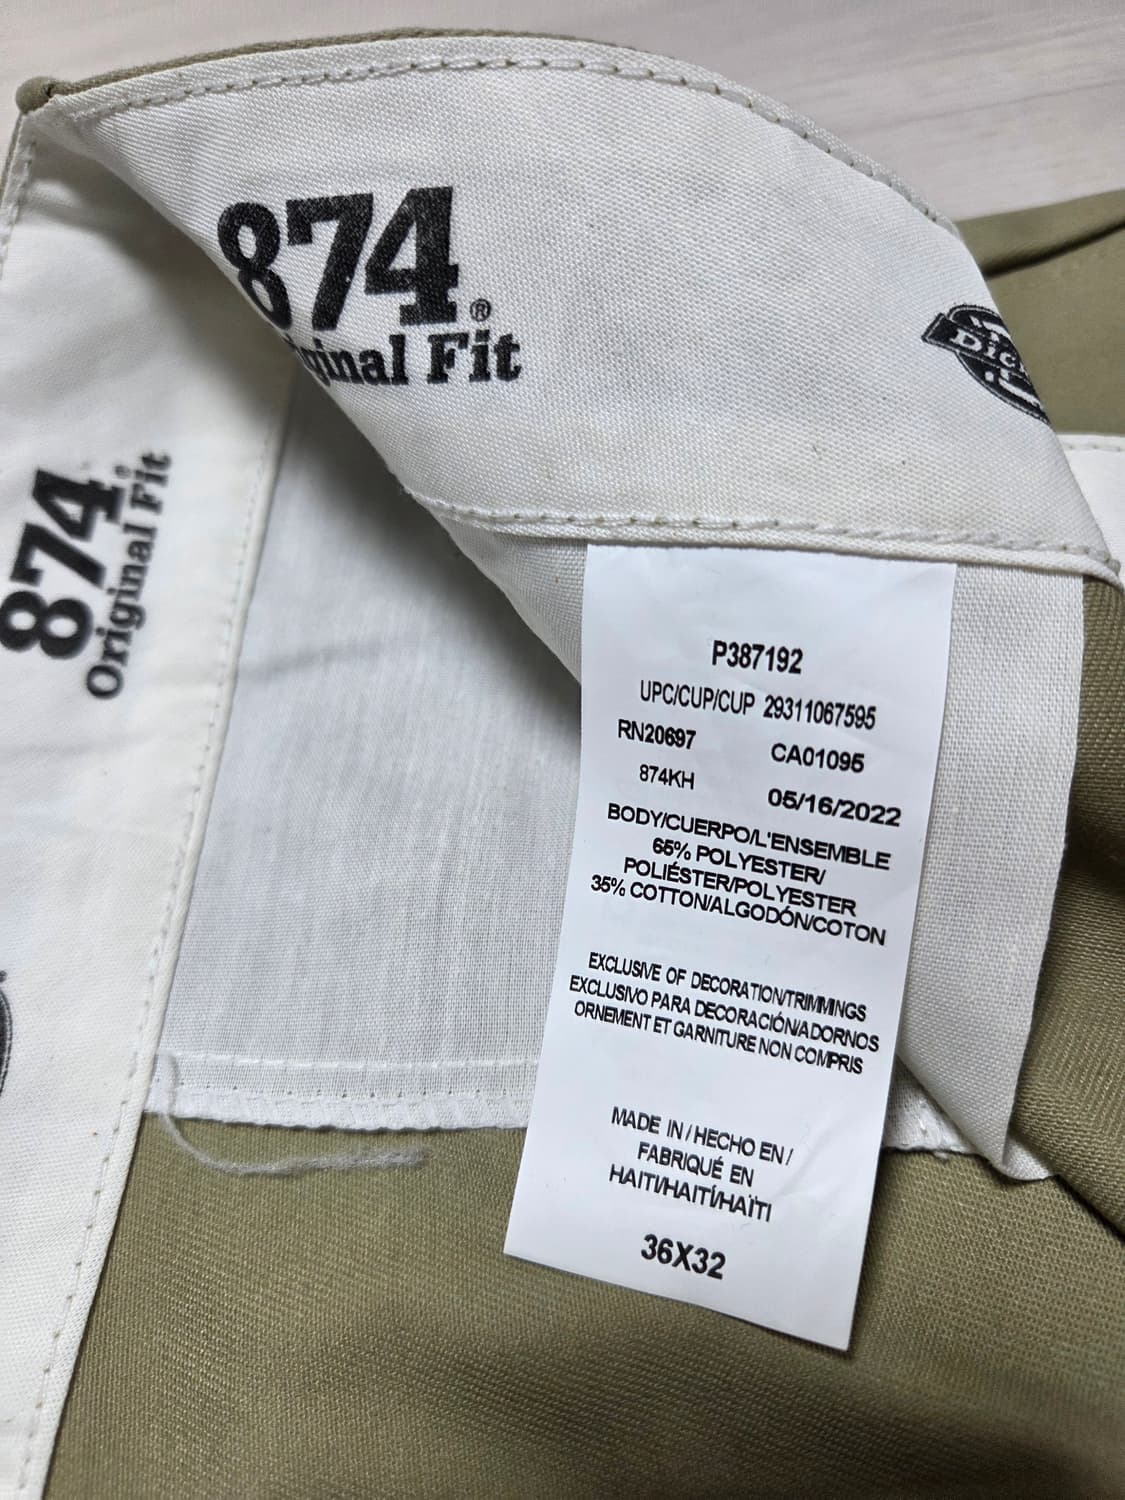 874®
ginal Fit
Dic
874®
Original Fit
P387192
UPC/CUP/CUP 29311067595
RN20697 CA01095
874KH 05/16/2022
BODY/CUERPO/L'ENSEMBLE
65% POLYESTER/
POLIÉSTER/POLYESTER
35% COTTON/ALGODÓN/COTON
EXCLUSIVE OF DECORATION/TRIMMINGS
EXCLUSIVO PARA DECORACIÓN/ADORNOS
ORNEMENT ET GARNITURE NON COMPRIS
MADE IN / HECHO EN /
FABRIQUÉ EN
HAITI/HAITÍ/HAÏTI
36X32